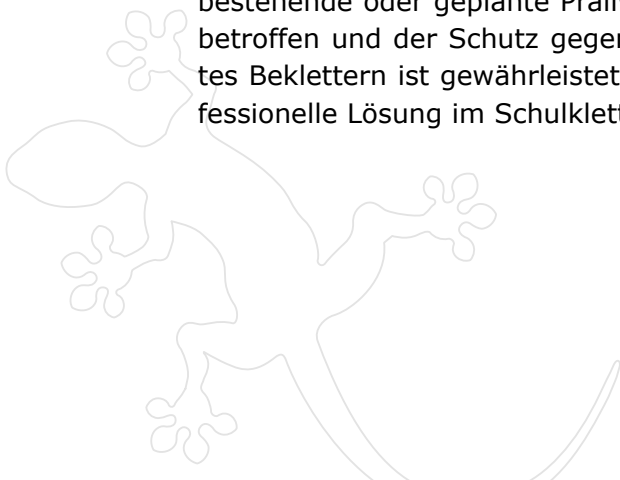 bestehende oder geplante
betroffen und der Schutz
tes Beklettern ist gewährleistet
fessionelle Lösung im